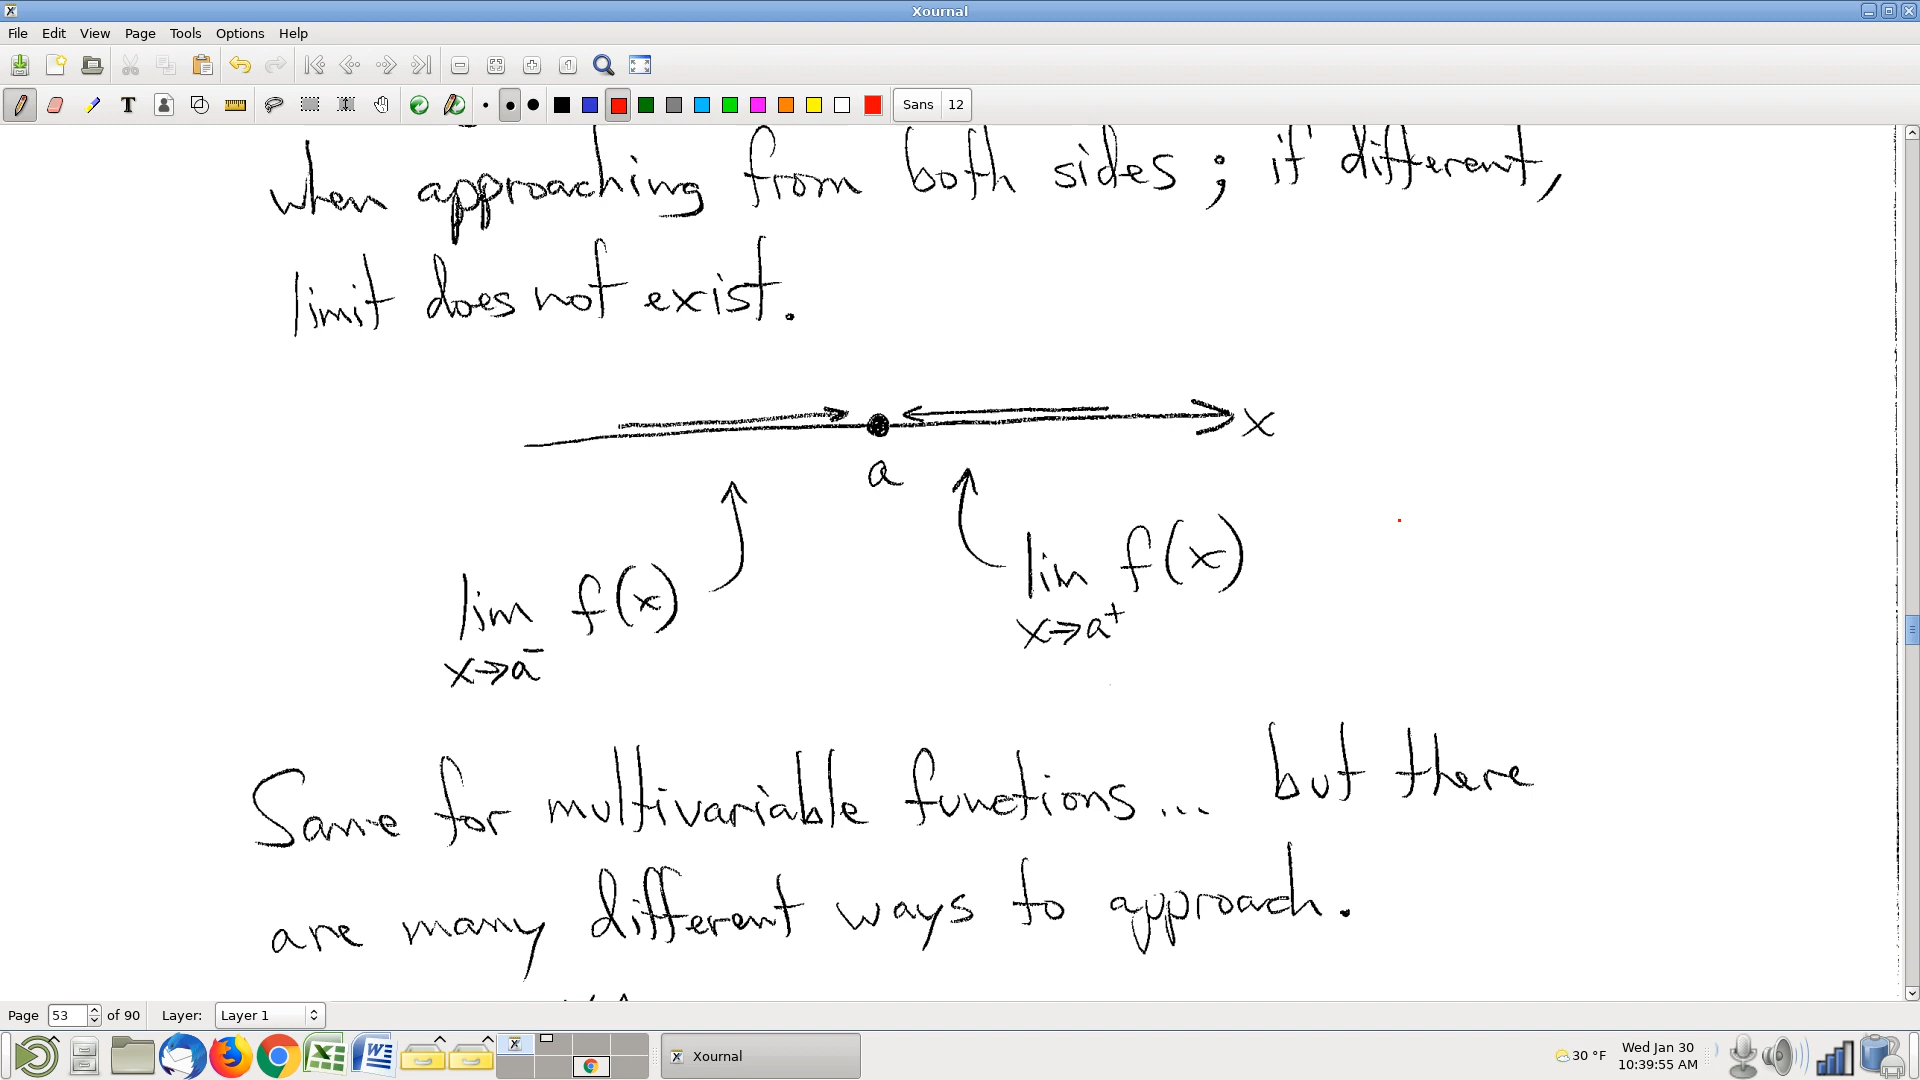 Xournal
File Edit View Page Tools Options Help
Sans 12
when approaching from both sides; if different,
limit does not exist.
x
a
lim f(x)
x→a⁻
lim f(x)
x→a⁺
Same for multivariable functions... but there
are many different ways to approach.
Page 53 of 90 Layer: Layer 1
Xournal
30 °F
Wed Jan 30
10:39:55 AM